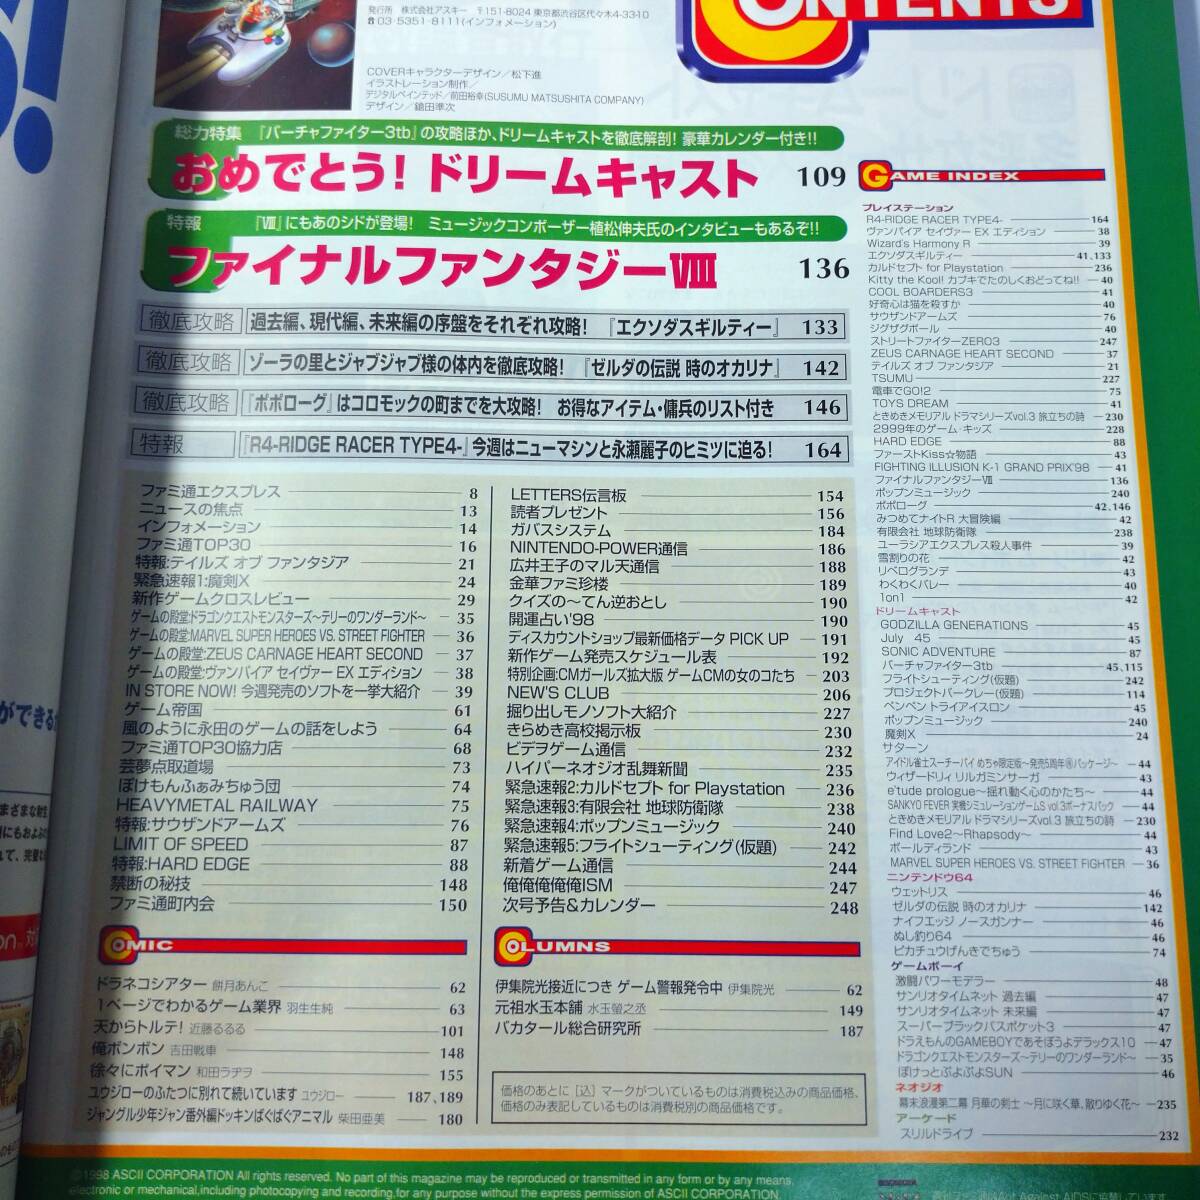 発行所 株式会社アスキー 〒151-8024 東京都渋谷区代々木4-33-10
☎03-5351-8111(インフォメーション)
COVERキャラクターデザイン／松下進
イラストレーション制作／
デジタルペインテッド／前田裕幸(SUSUMU MATSUSHITA COMPANY)
デザイン／鎗田準次
CONTENTS
総力特集 『バーチャファイター3tb』の攻略ほか、ドリームキャストを徹底解剖! 豪華カレンダー付き!!
おめでとう! ドリームキャスト 109
特報 『Ⅷ』にもあのシドが登場! ミュージックコンポーザー植松伸夫氏のインタビューもあるぞ!!
ファイナルファンタジーⅧ 136
徹底攻略 過去編、現代編、未来編の序盤をそれぞれ攻略! 『エクソダスギルティー』 133
徹底攻略 ゾーラの里とジャブジャブ様の体内を徹底攻略! 『ゼルダの伝説 時のオカリナ』 142
徹底攻略 『ポポローグ』はコロモックの町までを大攻略! お得なアイテム・傭兵のリスト付き 146
特報 『R4-RIDGE RACER TYPE4-』今週はニューマシンと永瀬麗子のヒミツに迫る! 164
ファミ通エクスプレス 8
ニュースの焦点 13
インフォメーション 14
ファミ通TOP30 16
特報:テイルズ オブ ファンタジア 21
緊急速報1:魔剣X 24
新作ゲームクロスレビュー 29
ゲームの殿堂:ドラゴンクエストモンスターズ〜テリーのワンダーランド〜 35
ゲームの殿堂:MARVEL SUPER HEROES VS. STREET FIGHTER 36
ゲームの殿堂:ZEUS CARNAGE HEART SECOND 37
ゲームの殿堂:ヴァンパイア セイヴァー EX エディション 38
IN STORE NOW! 今週発売のソフトを一挙大紹介 39
ゲーム帝国 61
風のように永田のゲームの話をしよう 64
ファミ通TOP30協力店 68
芸夢点取道場 73
ぽけもんふぁみちゅう団 74
HEAVYMETAL RAILWAY 75
特報:サウザンドアームズ 76
LIMIT OF SPEED 87
特報:HARD EDGE 88
禁断の秘技 148
ファミ通町内会 150
LETTERS伝言板 154
読者プレゼント 156
ガバスシステム 184
NINTENDO-POWER通信 186
広井王子のマル天通信 188
金華ファミ珍楼 189
クイズの〜てん逆おとし 190
開運占い'98 190
ディスカウントショップ最新価格データ PICK UP 191
新作ゲーム発売スケジュール表 192
特別企画:CMガールズ拡大版 ゲームCMの女のコたち 203
NEW'S CLUB 206
掘り出しモノソフト大紹介 227
きらめき高校掲示板 230
ビデヲゲーム通信 232
ハイパーネオジオ乱舞新聞 235
緊急速報2:カルドセプト for Playstation 236
緊急速報3:有限会社 地球防衛隊 238
緊急速報4:ポップンミュージック 240
緊急速報5:フライトシューティング(仮題) 242
新着ゲーム通信 244
俺俺俺俺俺ISM 247
次号予告&カレンダー 248
COMIC
ドラネコシアター 餅月あんこ 62
1ページでわかるゲーム業界 羽生生純 63
天からトルテ! 近藤るるる 101
俺ボンボン 吉田戦車 148
徐々にポイマン 和田ラヂヲ 155
ユウジローのふたつに別れて続いています ユウジロー 187,189
ジャングル少年ジャン番外編ドッキンばぐばぐアニマル 柴田亜美 180
COLUMNS
伊集院光接近につき ゲーム警報発令中 伊集院光 62
元祖水玉本舗 水玉螢之丞 149
バカタール総合研究所 187
価格のあとに［込］マークがついているものは消費税込みの商品価格、
価格のみ表記しているものは消費税別の商品価格です。
GAME INDEX
プレイステーション
R4-RIDGE RACER TYPE4- 164
ヴァンパイア セイヴァー EX エディション 38
Wizard's Harmony R 39
エクソダスギルティー 41,133
カルドセプト for Playstation 236
Kitty the Kool! カブキでたのしくおどってね!! 40
COOL BOARDERS3 41
好奇心は猫を殺すか 40
サウザンドアームズ 76
ジグザグボール 40
ストリートファイターZERO3 247
ZEUS CARNAGE HEART SECOND 37
テイルズ オブ ファンタジア 21
TSUMU 227
電車でGO!2 75
TOYS DREAM 41
ときめきメモリアル ドラマシリーズvol.3 旅立ちの詩 230
2999年のゲーム・キッズ 228
HARD EDGE 88
ファーストKiss☆物語 43
FIGHTING ILLUSION K-1 GRAND PRIX'98 41
ファイナルファンタジーⅧ 136
ポップンミュージック 240
ポポローグ 42,146
みつめてナイトR 大冒険編 42
有限会社 地球防衛隊 238
ユーラシアエクスプレス殺人事件 39
雪割りの花 42
リベログランデ 43
わくわくバレー 40
1on1 42
ドリームキャスト
GODZILLA GENERATIONS 45
July 45
SONIC ADVENTURE 87
バーチャファイター3tb 45,115
フライトシューティング(仮題) 242
プロジェクトバークレー(仮題) 114
ペンペン トライアイスロン 45
ポップンミュージック 240
魔剣X 24
サターン
アイドル雀士スーチーパイ めちゃ限定版〜発売5周年㊕パッケージ〜 44
ウィザードリィ リルガミンサーガ 43
e'tude prologue〜揺れ動く心のかたち〜 44
SANKYO FEVER 実機シミュレーションゲームS vol.3ボーナスパック 44
ときめきメモリアル ドラマシリーズvol.3 旅立ちの詩 230
Find Love2〜Rhapsody〜 44
ボールディランド 43
MARVEL SUPER HEROES VS. STREET FIGHTER 36
ニンテンドウ64
ウェットリス 46
ゼルダの伝説 時のオカリナ 142
ナイフエッジ ノースガンナー 46
ぬし釣り64 46
ピカチュウげんきでちゅう 74
ゲームボーイ
激闘パワーモデラー 48
サンリオタイムネット 過去編 47
サンリオタイムネット 未来編 47
スーパーブラックバスポケット3 47
ドラえもんのGAMEBOYであそぼうよデラックス10 47
ドラゴンクエストモンスターズ〜テリーのワンダーランド〜 35
ぽけっとぷよぷよSUN 46
ネオジオ
幕末浪漫第二幕 月華の剣士 〜月に咲く華、散りゆく花〜 235
アーケード
スリルドライブ 232
©1998 ASCII CORPORATION All rights reserved. No part of this magazine may be reproduced or transmitted in any form or by any means,
electronic or mechanical,including photocopying and recording,for any purpose without the express permission of ASCII CORPORATION.